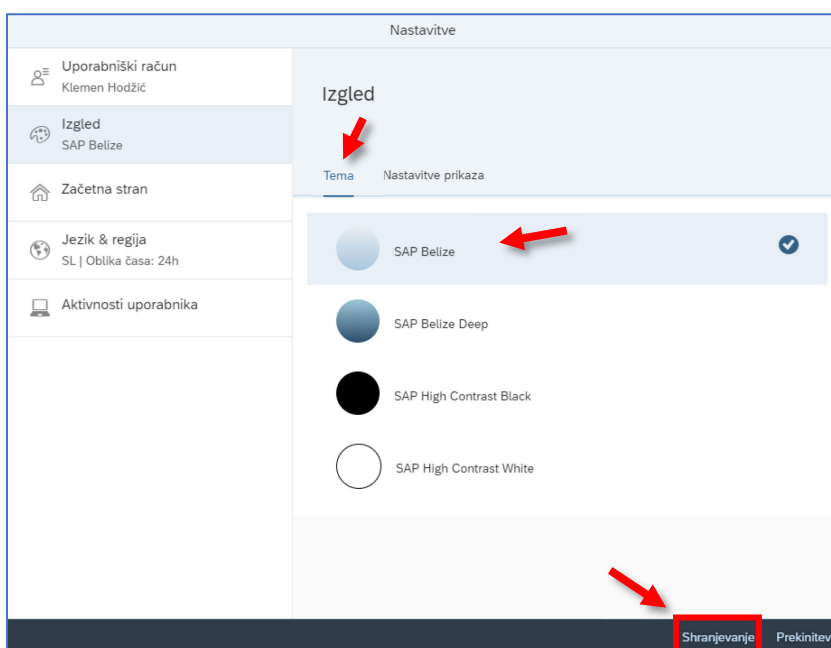 Nastavitve
Uporabniški račun
Klemen Hodžić
Izgled
SAP Belize
Začetna stran
Jezik & regija
SL | Oblika časa: 24h
Aktivnosti uporabnika
Izgled
Tema
Nastavitve prikaza
SAP Belize
SAP Belize Deep
SAP High Contrast Black
SAP High Contrast White
Shranjevanje
Prekinitev